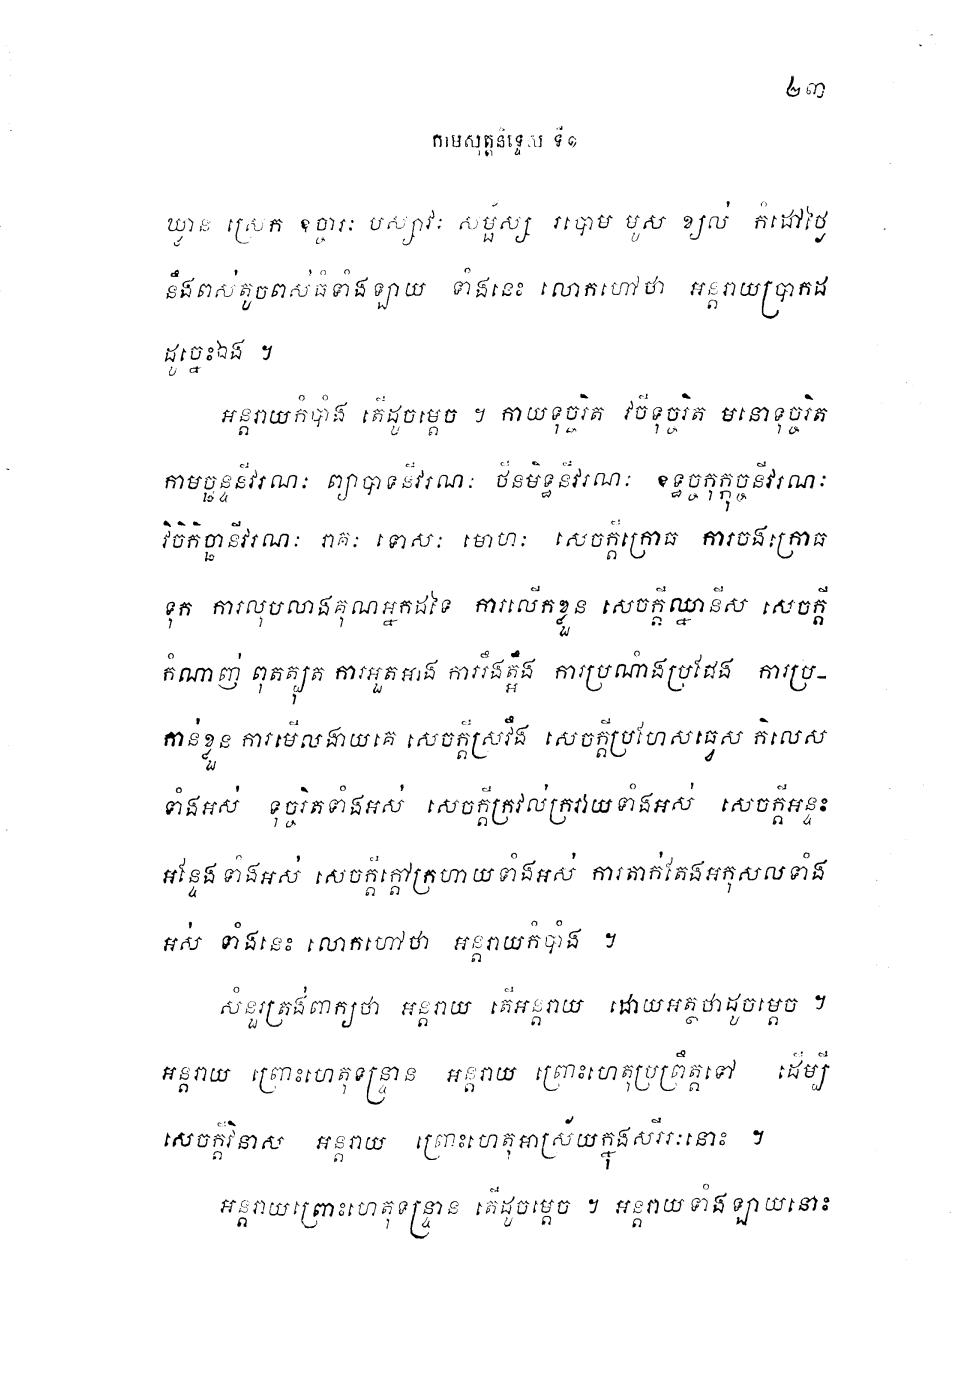 ២៣
កាមសុត្តនិទ្ទេស ទី១
ឃ្លាន ស្រេក ឧច្ចារៈ បស្សាវៈ សម្ផ័ស្ស របោម មូស ខ្យល់ កំដៅថ្ងៃ
នឹងពស់តូចពស់ធំទាំងឡាយ ទាំងនេះ លោកហៅថា អន្តរាយប្រាកដ
ដូច្នេះឯង ។
អន្តរាយកំបាំង តើដូចម្តេច ។ កាយទុច្ចរិត វចីទុច្ចរិត មនោទុច្ចរិត
កាមច្ឆន្ទនីវរណៈ ព្យាបាទនីវរណៈ ថីនមិទ្ធនីវរណៈ ឧទ្ធច្ចកុក្កុច្ចនីវរណៈ
វិចិកិច្ឆានីវរណៈ រាគៈ ទោសៈ មោហៈ សេចក្តីក្រោធ ការចងក្រោធ
ទុក ការលុបលាងគុណអ្នកដទៃ ការលើកខ្លួន សេចក្តីឈ្នានីស សេចក្តី
កំណាញ់ ពុតត្បុត ការអួតអាង ការរឹងត្អឹង ការប្រណាំងប្រជែង ការប្រ-
កាន់ខ្លួន ការមើលងាយគេ សេចក្តីស្រវឹង សេចក្តីប្រហែសធ្វេស កិលេស
ទាំងអស់ ទុច្ចរិតទាំងអស់ សេចក្តីក្រវល់ក្រវាយទាំងអស់ សេចក្តីអន្ទះ
អន្ទែងទាំងអស់ សេចក្តីក្តៅក្រហាយទាំងអស់ ការតាក់តែងអកុសលទាំង
អស់ ទាំងនេះ លោកហៅថា អន្តរាយកំបាំង ។
សំនួរត្រង់ពាក្យថា អន្តរាយ តើអន្តរាយ ដោយអត្ថថាដូចម្តេច ។
អន្តរាយ ព្រោះហេតុទន្ទ្រាន អន្តរាយ ព្រោះហេតុប្រព្រឹត្តទៅ ដើម្បី
សេចក្តីវិនាស អន្តរាយ ព្រោះហេតុអាស្រ័យក្នុងសរីរៈនោះ ។
អន្តរាយព្រោះហេតុទន្ទ្រាន តើដូចម្តេច ។ អន្តរាយទាំងឡាយនោះ